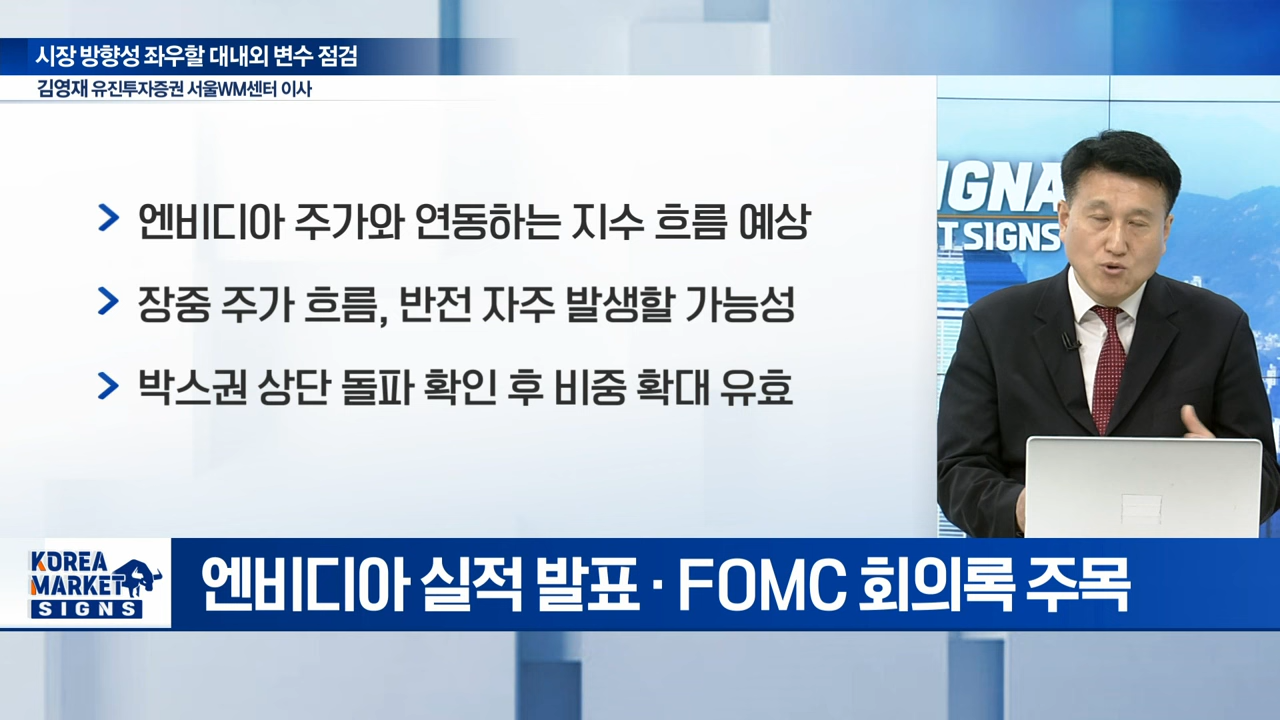 시장 방향성 좌우할 대내외 변수 점검
김영재 유진투자증권 서울WM센터 이사
엔비디아 주가와 연동하는 지수 흐름 예상
장중 주가 흐름, 반전 자주 발생할 가능성
박스권 상단 돌파 확인 후 비중 확대 유효
IGNA
T SIGNS
KOREA
MARKET
SIGNS
엔비디아 실적 발표·FOMC 회의록 주목